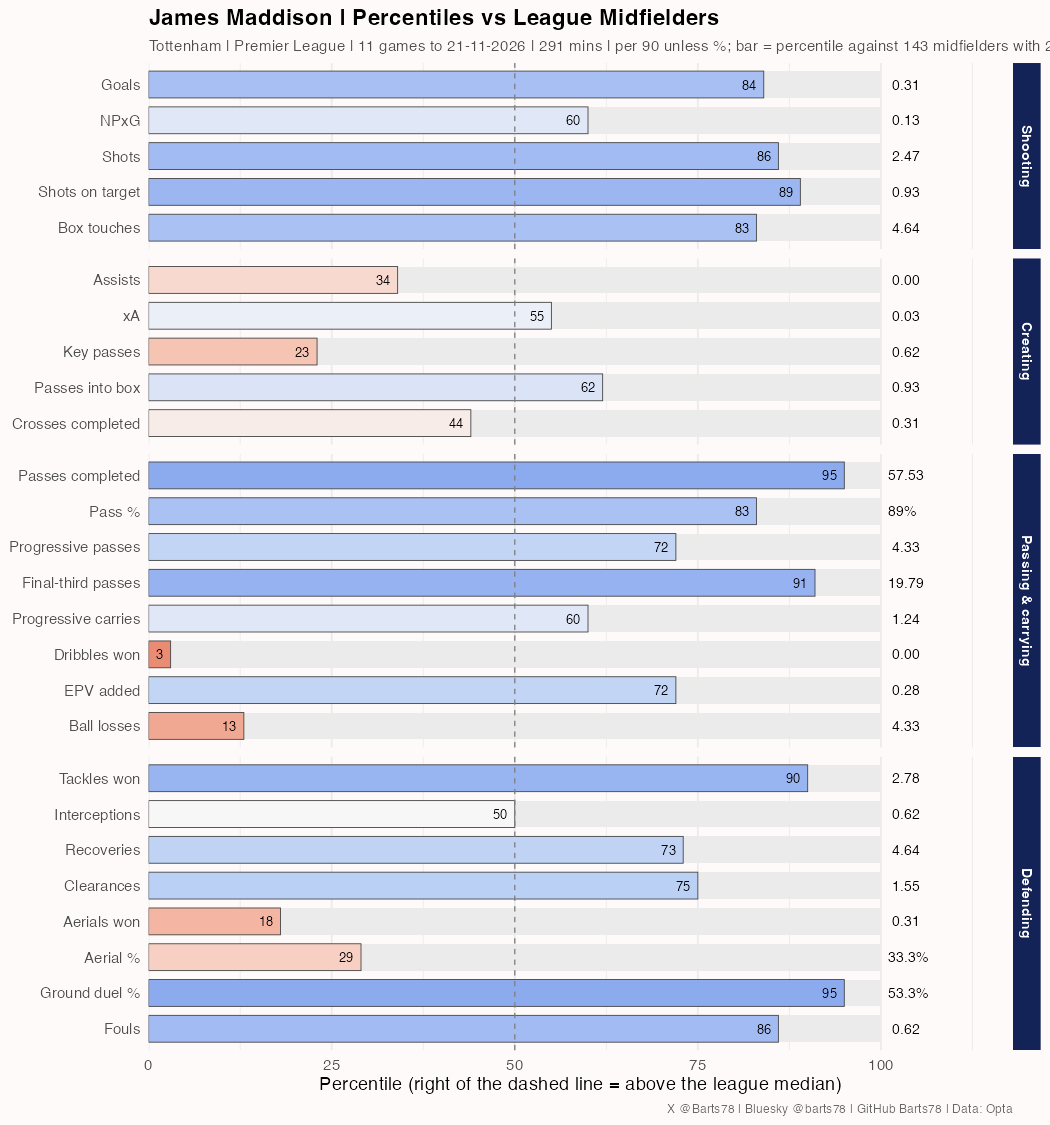 James Maddison | Percentiles vs League Midfielders
Tottenham | Premier League | 11 games to 21-11-2026 | 291 mins | per 90 unless %; bar = percentile against 143 midfielders with
Shooting
Goals 84 0.31
NPxG 60 0.13
Shots 86 2.47
Shots on target 89 0.93
Box touches 83 4.64
Creating
Assists 34 0.00
xA 55 0.03
Key passes 23 0.62
Passes into box 62 0.93
Crosses completed 44 0.31
Passing & carrying
Passes completed 95 57.53
Pass % 83 89%
Progressive passes 72 4.33
Final-third passes 91 19.79
Progressive carries 60 1.24
Dribbles won 3 0.00
EPV added 72 0.28
Ball losses 13 4.33
Defending
Tackles won 90 2.78
Interceptions 50 0.62
Recoveries 73 4.64
Clearances 75 1.55
Aerials won 18 0.31
Aerial % 29 33.3%
Ground duel % 95 53.3%
Fouls 86 0.62
0 25 50 75 100
Percentile (right of the dashed line = above the league median)
X @Barts78 | Bluesky @barts78 | GitHub Barts78 | Data: Opta